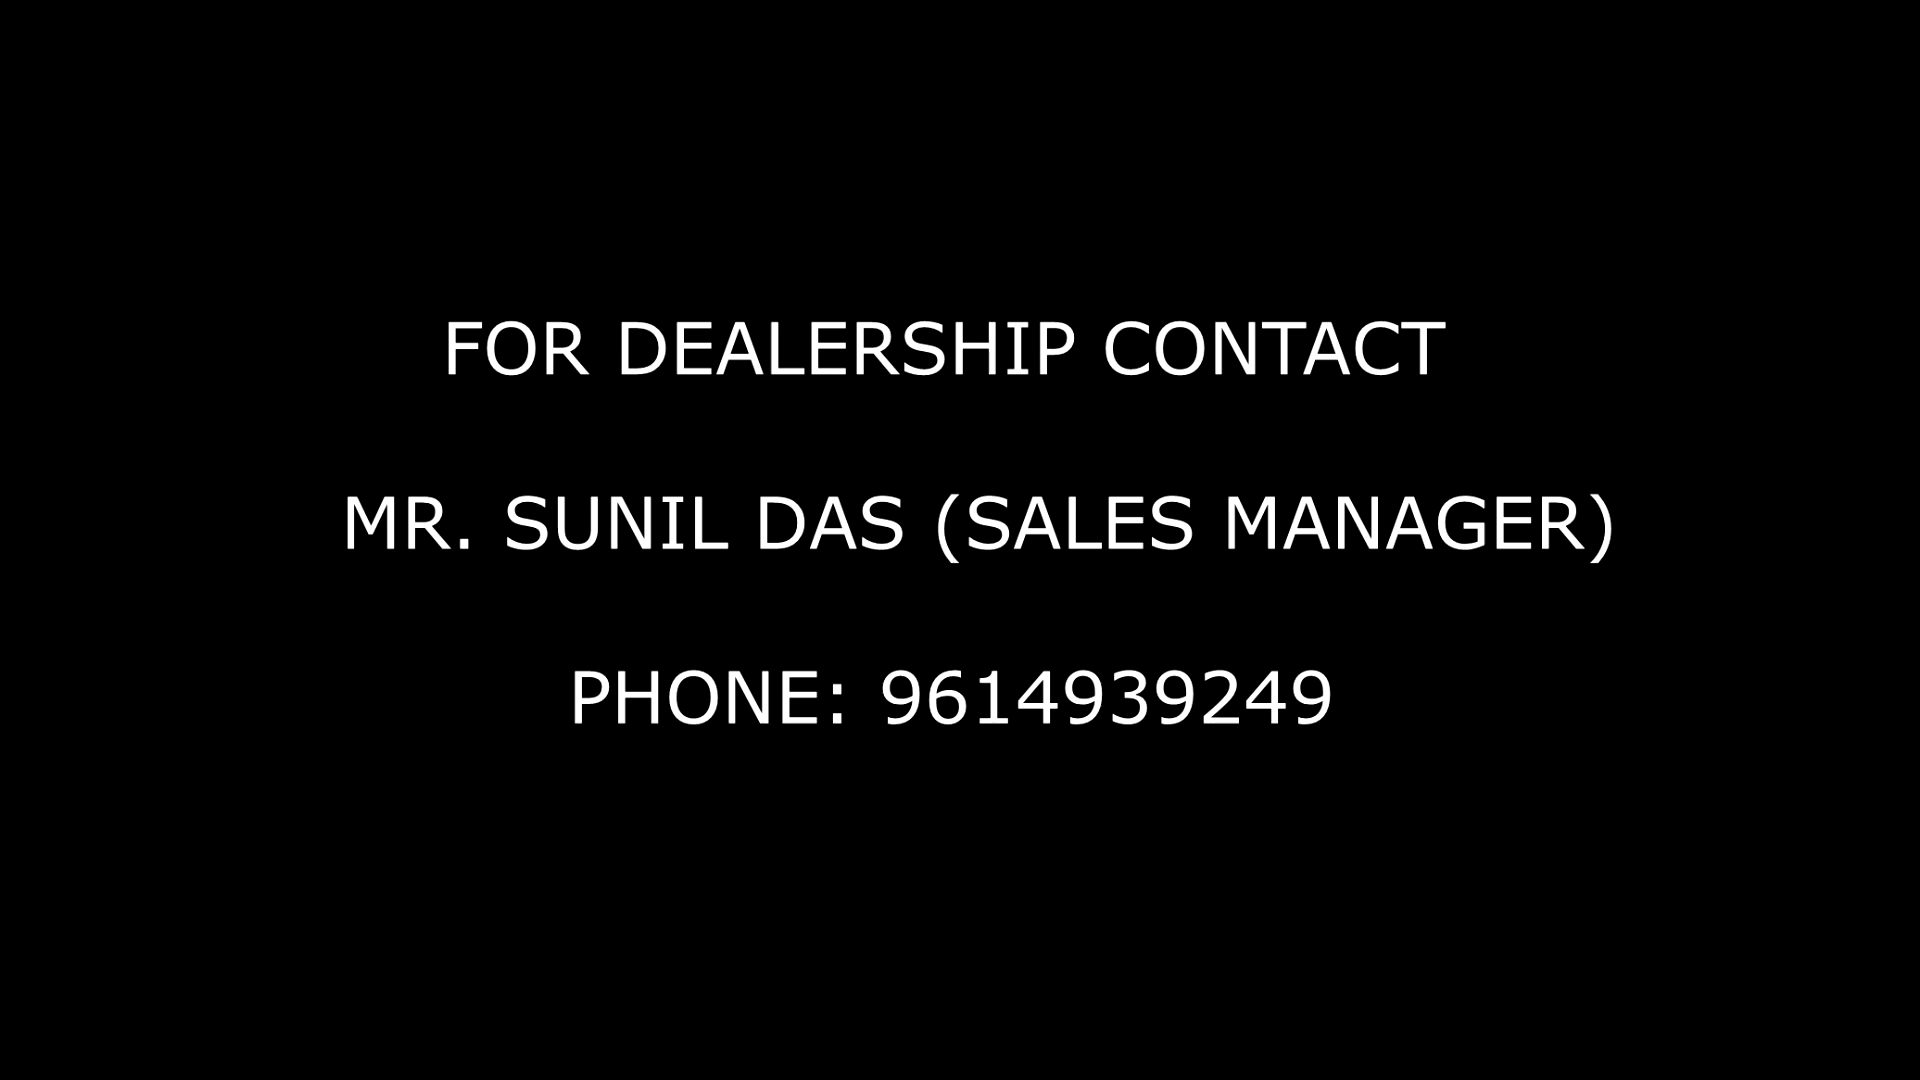 FOR DEALERSHIP CONTACT
MR. SUNIL DAS (SALES MANAGER)
PHONE: 9614939249